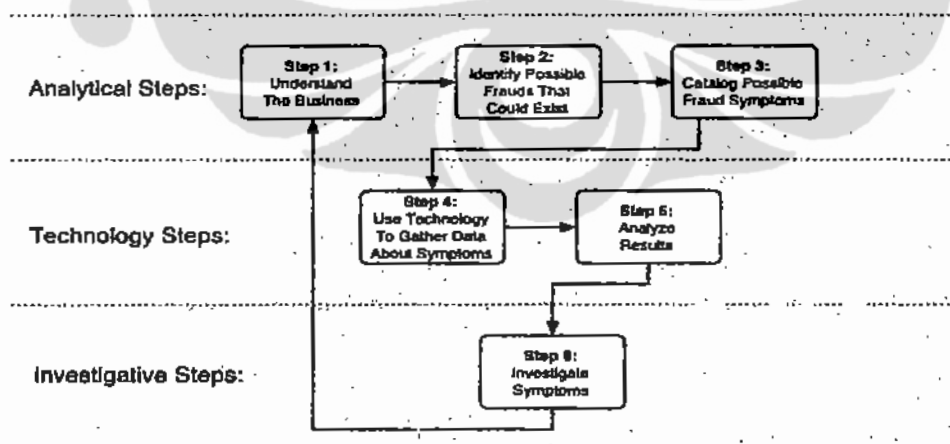 Analytical Steps:
Step 1:
Understand
The Business
Step 2:
Identify Possible
Frauds That
Could Exist
Step 3:
Catalog Possible
Fraud Symptoms
Technology Steps:
Step 4:
Use Technology
To Gather Data
About Symptoms
Step 5:
Analyze
Results
Investigative Steps:
Step 6:
Investigate
Symptoms